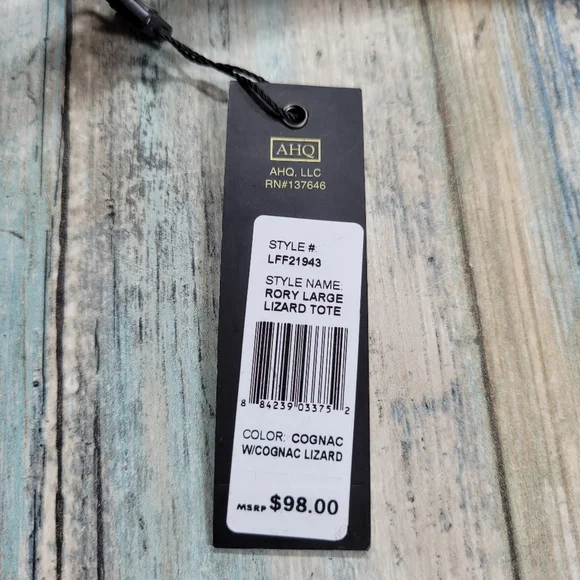 AHQ
AHQ, LLC
RN#137646
STYLE #:
LFF21943
STYLE NAME:
RORY LARGE
LIZARD TOTE
8 84239 03375 2
COLOR: COGNAC
W/COGNAC LIZARD
MSRP $98.00